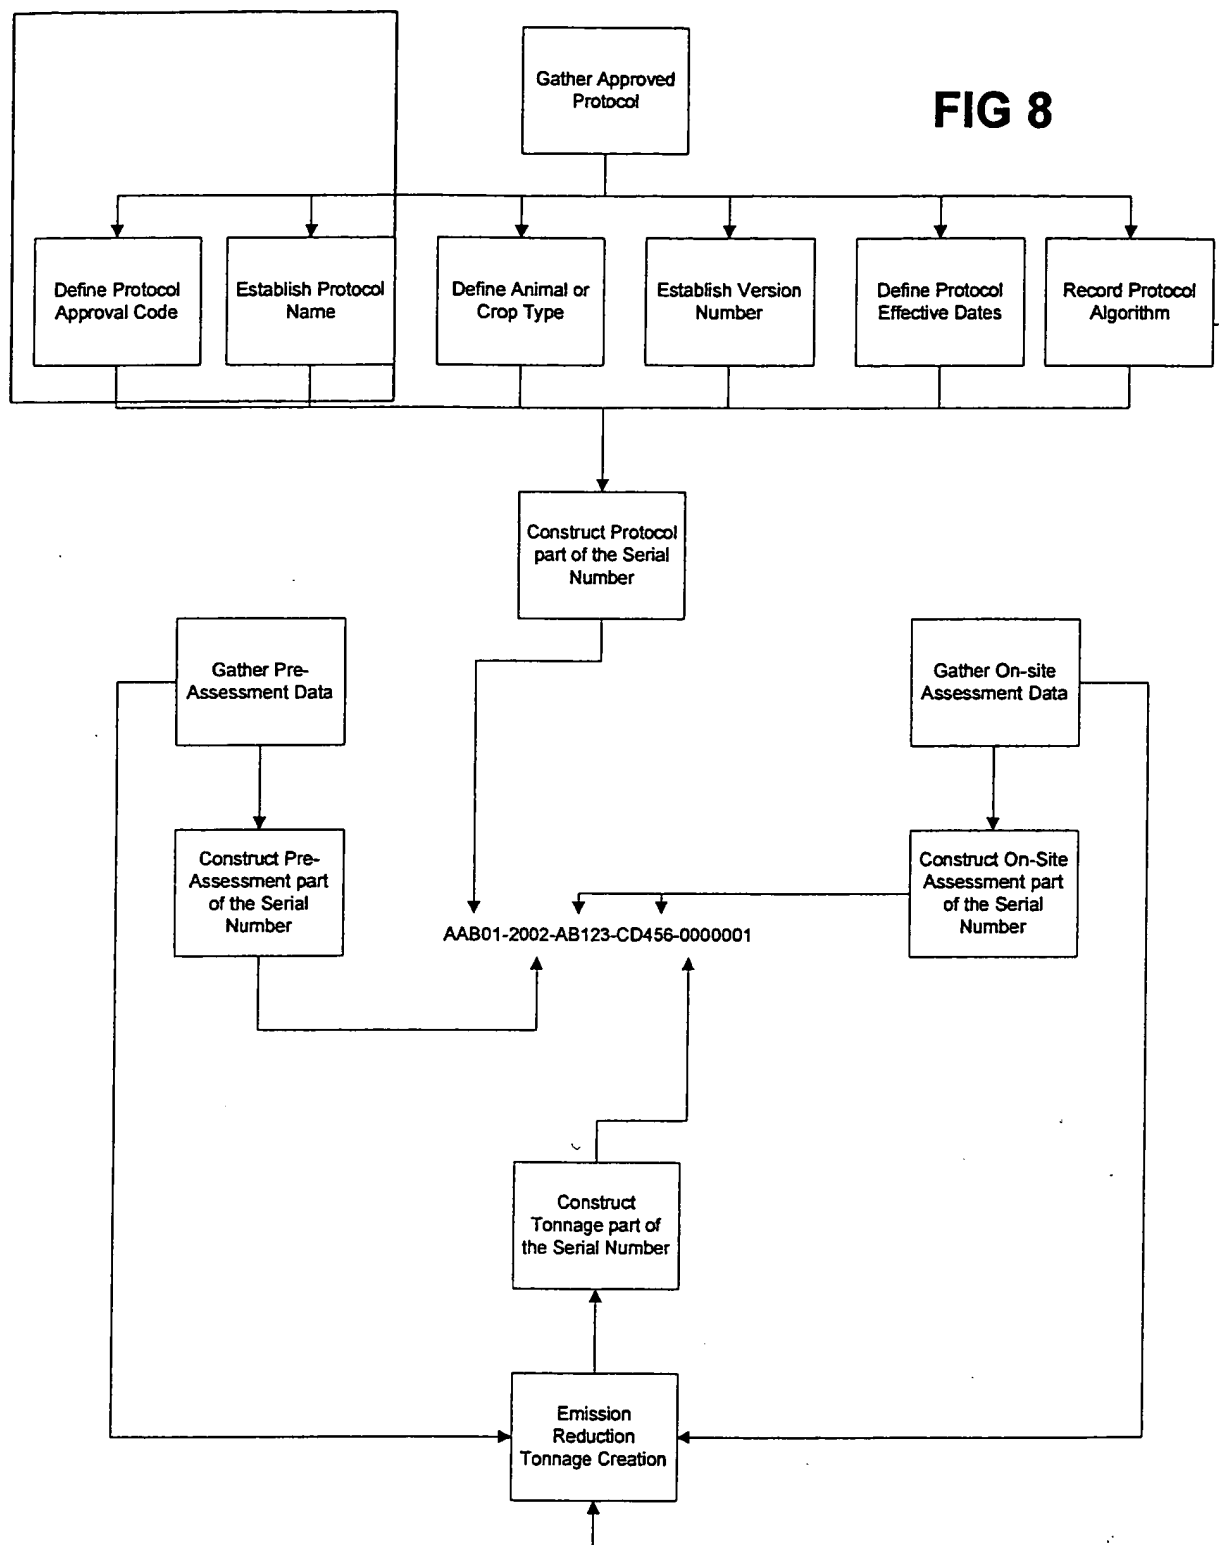 Gather Approved
Protocol
FIG 8
Define Protocol
Approval Code
Establish Protocol
Name
Define Animal or
Crop Type
Establish Version
Number
Define Protocol
Effective Dates
Record Protocol
Algorithm
Construct Protocol
part of the Serial
Number
Gather Pre-
Assessment Data
Gather On-site
Assessment Data
Construct Pre-
Assessment part
of the Serial
Number
Construct On-Site
Assessment part
of the Serial
Number
AAB01-2002-AB123-CD456-0000001
Construct
Tonnage part of
the Serial Number
Emission
Reduction
Tonnage Creation